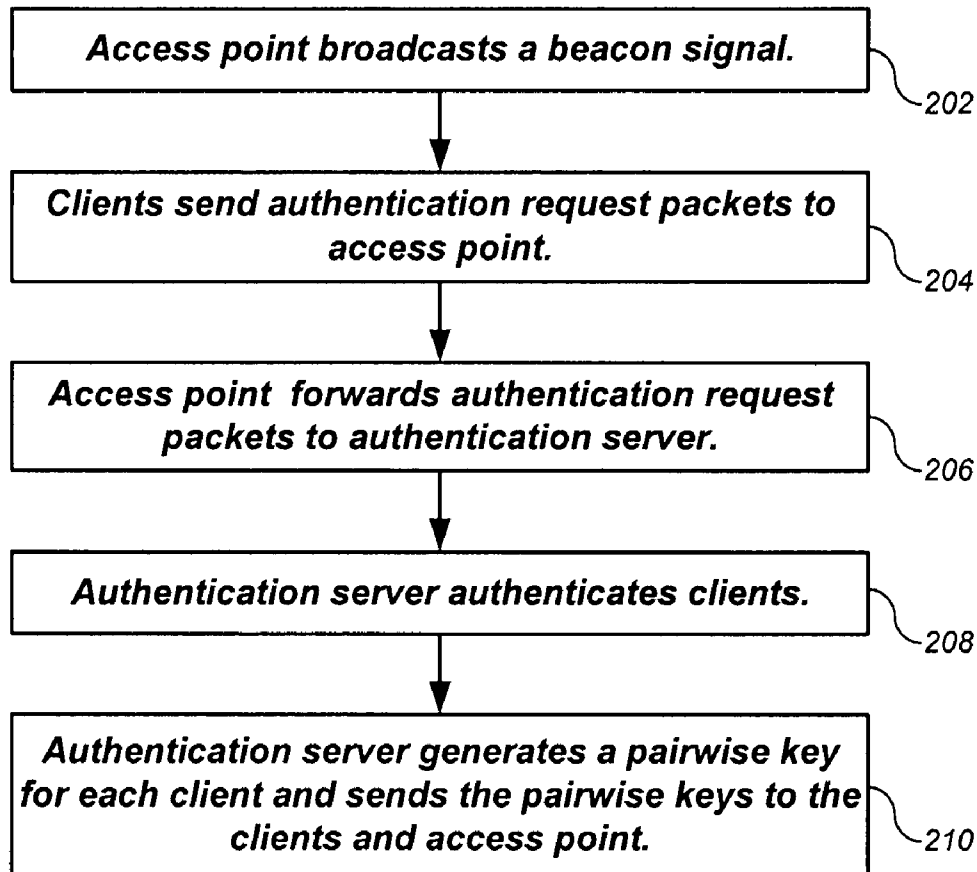 Access point broadcasts a beacon signal.
202
Clients send authentication request packets to
access point.
204
Access point forwards authentication request
packets to authentication server.
206
Authentication server authenticates clients.
208
Authentication server generates a pairwise key
for each client and sends the pairwise keys to the
clients and access point.
210